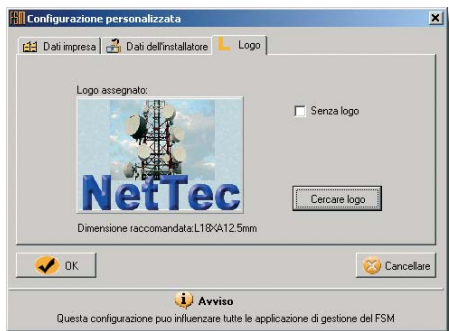 Configurazione personalizzata
Dati impresa Dati dell'installatore Logo
Logo assegnato:
Senza logo
NetTec
Cercare logo
Dimensione raccomandata:L18XA12.5mm
OK Cancellare
Avviso
Questa configurazione puo influenzare tutte le applicazione di gestione del FSM